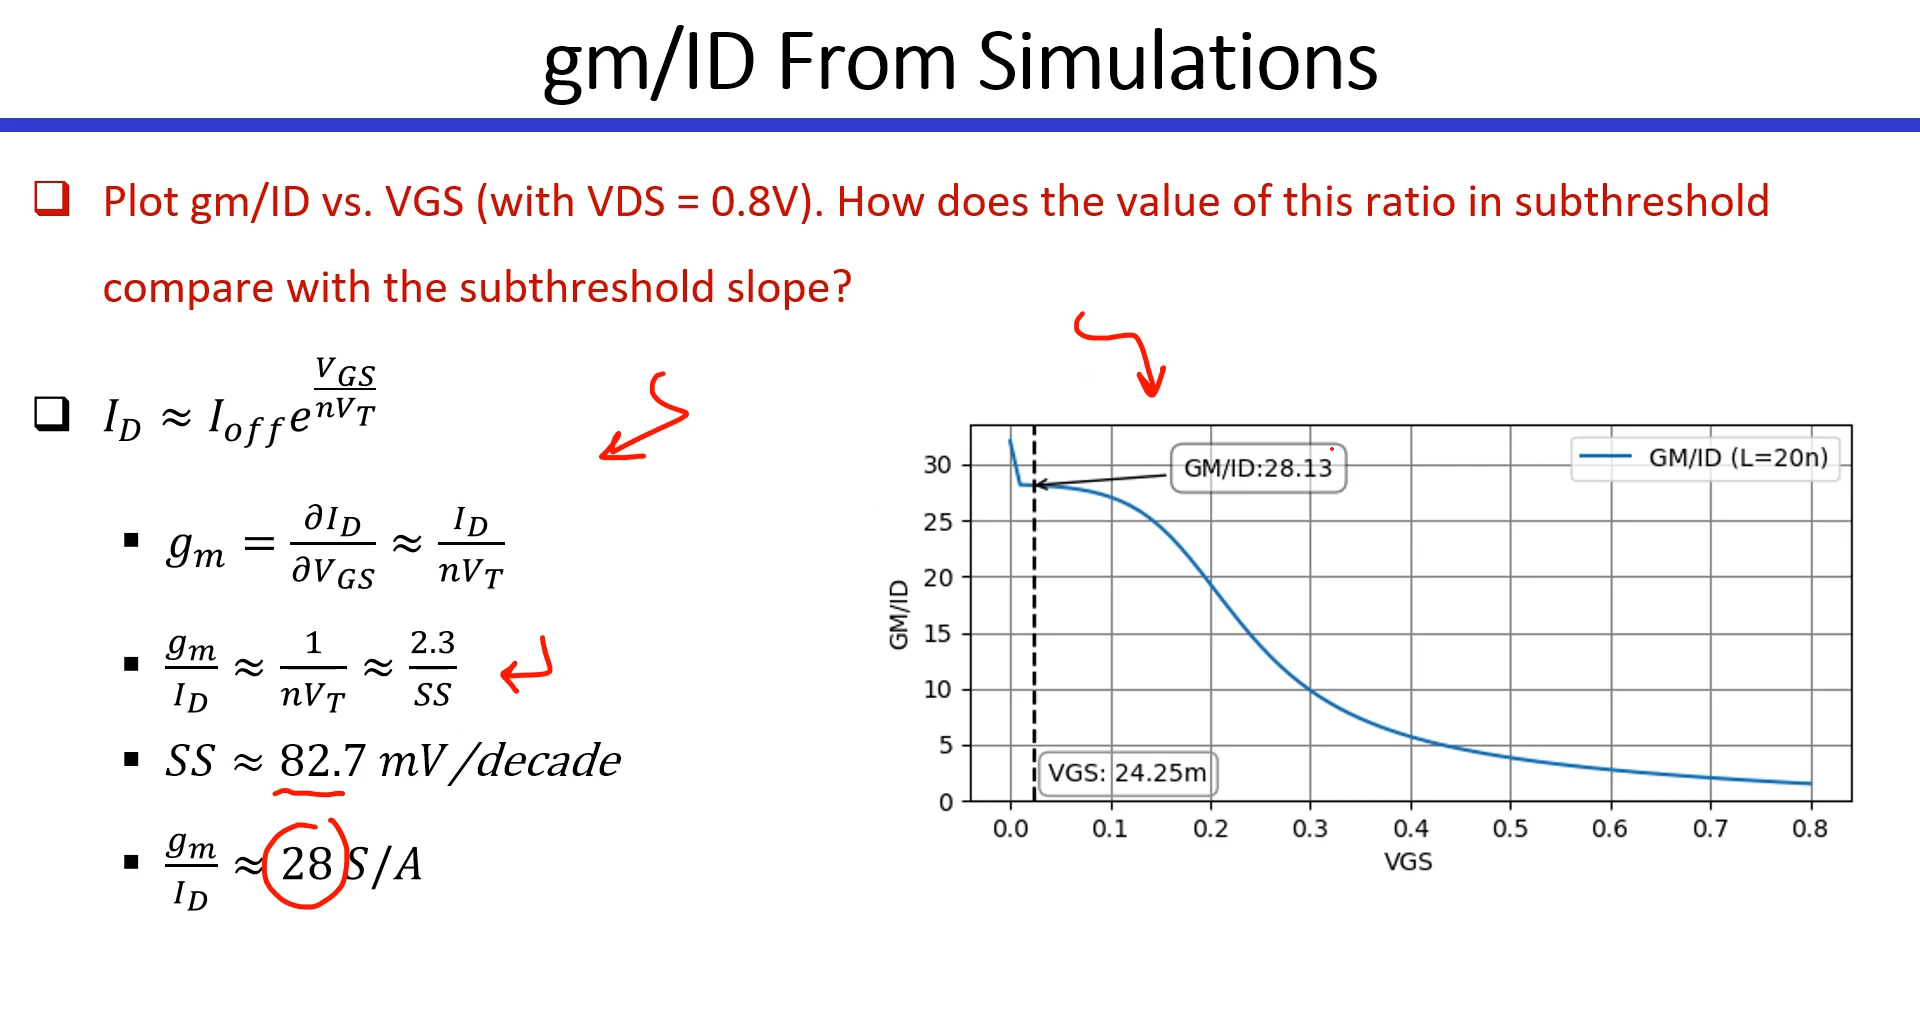 gm/ID From Simulations
Plot gm/ID vs. VGS (with VDS = 0.8V). How does the value of this ratio in subthreshold
compare with the subthreshold slope?
I_D ≈ I_off e^(V_GS/nV_T)
▪ g_m = ∂I_D/∂V_GS ≈ I_D/nV_T
▪ g_m/I_D ≈ 1/nV_T ≈ 2.3/SS
▪ SS ≈ 82.7 mV/decade
▪ g_m/I_D ≈ 28 S/A
GM/ID:28.13
GM/ID (L=20n)
30
25
20
15
10
5
0
GM/ID
VGS: 24.25m
0.0 0.1 0.2 0.3 0.4 0.5 0.6 0.7 0.8
VGS